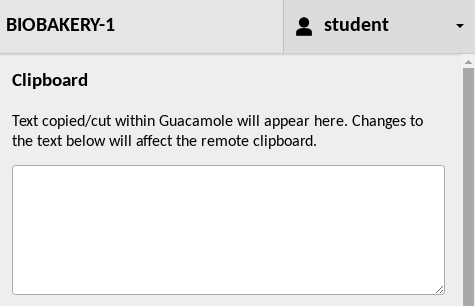 BIOBAKERY-1
student
Clipboard
Text copied/cut within Guacamole will appear here. Changes to
the text below will affect the remote clipboard.